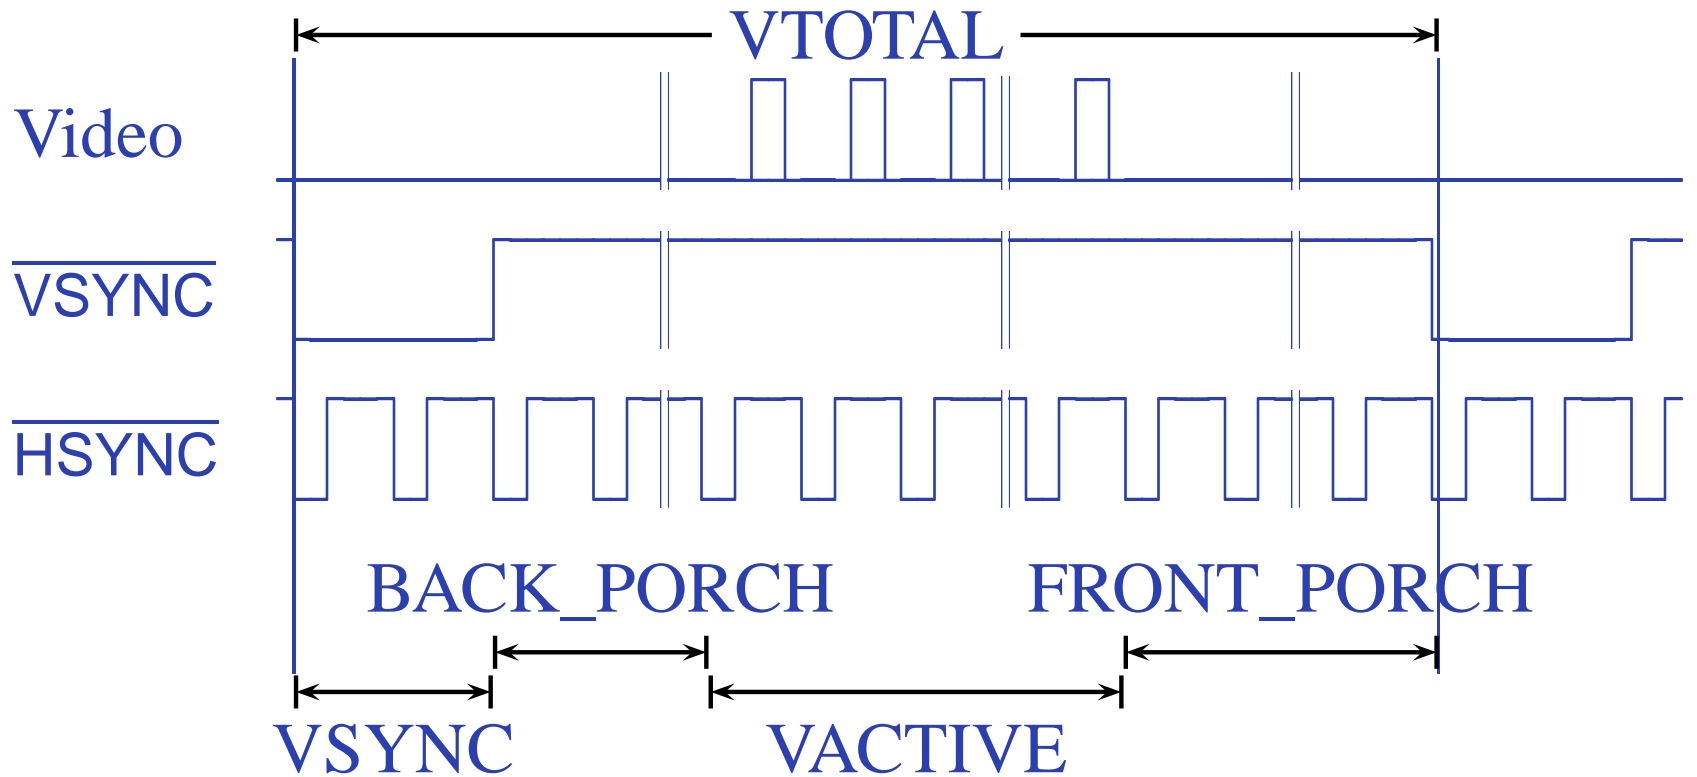 VTOTAL
Video
VSYNC
HSYNC
BACK_PORCH FRONT_PORCH
VSYNC VACTIVE